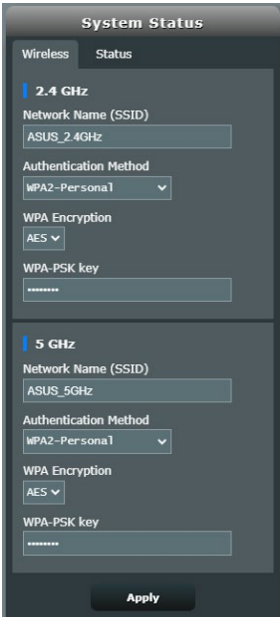 System Status
Wireless Status
2.4 GHz
Network Name (SSID)
ASUS_2.4GHz
Authentication Method
WPA2-Personal
WPA Encryption
AES
WPA-PSK key
••••••••
5 GHz
Network Name (SSID)
ASUS_5GHz
Authentication Method
WPA2-Personal
WPA Encryption
AES
WPA-PSK key
••••••••
Apply